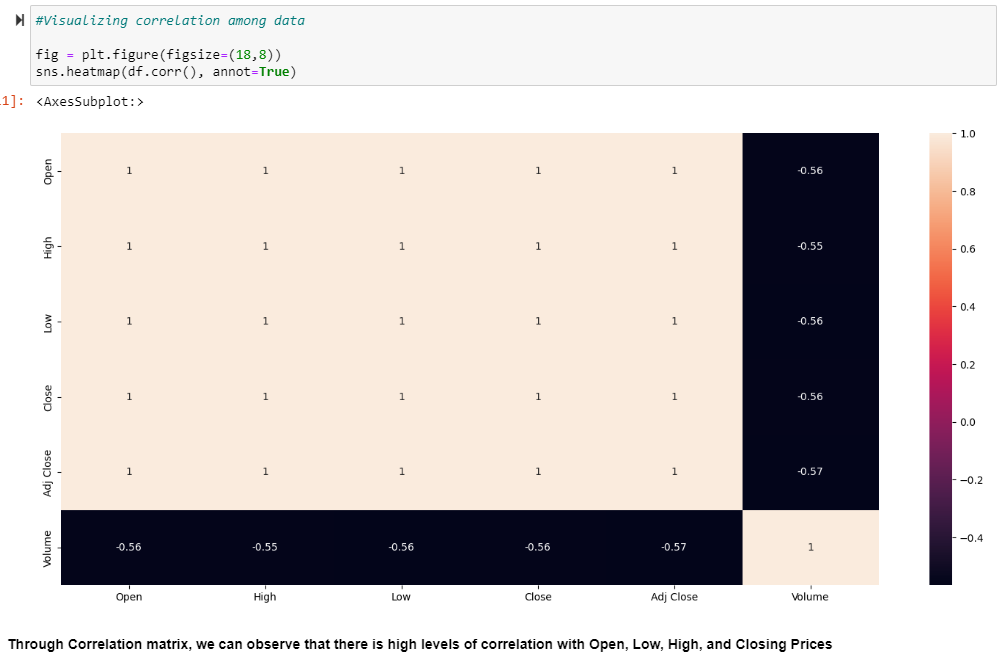 #Visualizing correlation among data
fig = plt.figure(figsize=(18,8))
sns.heatmap(df.corr(), annot=True)
1]: <AxesSubplot:>
Open 1 1 1 1 1 -0.56
High 1 1 1 1 1 -0.55
Low 1 1 1 1 1 -0.56
Close 1 1 1 1 1 -0.56
Adj Close 1 1 1 1 1 -0.57
Volume -0.56 -0.55 -0.56 -0.56 -0.57 1
Open High Low Close Adj Close Volume
1.0
0.8
0.6
0.4
0.2
0.0
−0.2
−0.4
Through Correlation matrix, we can observe that there is high levels of correlation with Open, Low, High, and Closing Prices